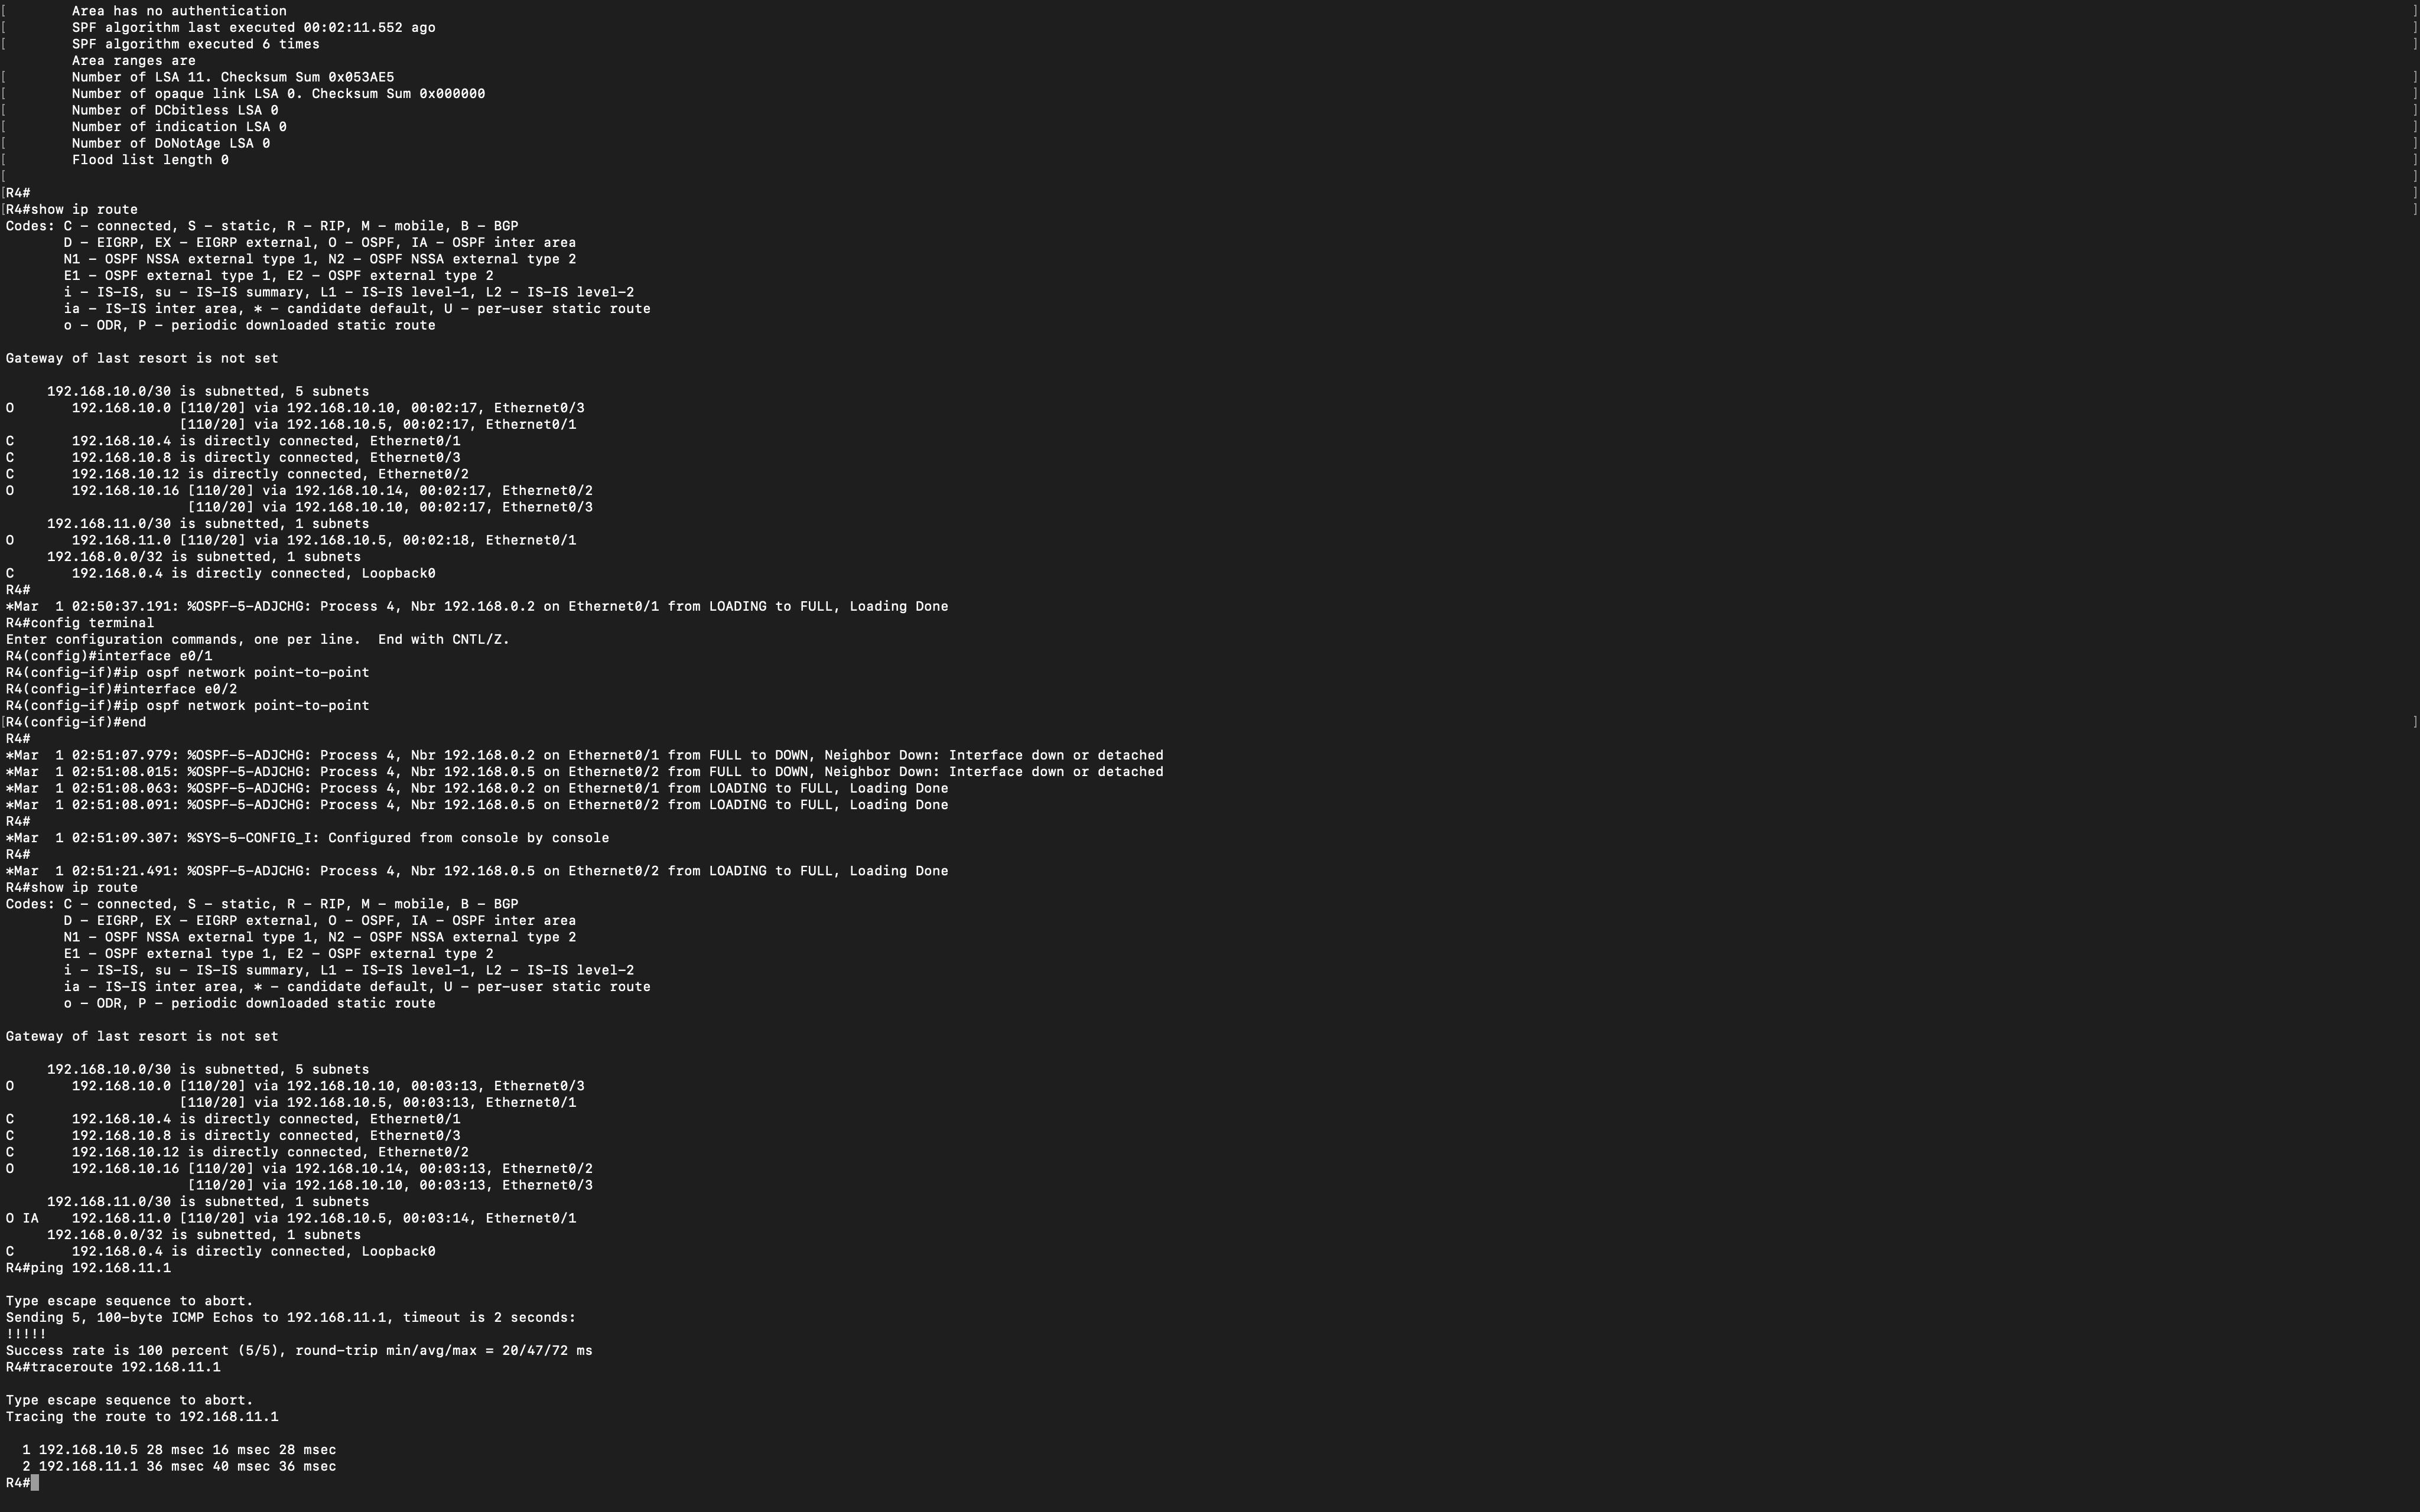 [        Area has no authentication ]
[        SPF algorithm last executed 00:02:11.552 ago ]
[        SPF algorithm executed 6 times ]
         Area ranges are
[        Number of LSA 11. Checksum Sum 0x053AE5 ]
[        Number of opaque link LSA 0. Checksum Sum 0x000000 ]
[        Number of DCbitless LSA 0 ]
[        Number of indication LSA 0 ]
[        Number of DoNotAge LSA 0 ]
[        Flood list length 0 ]
[ ]
[R4# ]
[R4#show ip route ]
Codes: C - connected, S - static, R - RIP, M - mobile, B - BGP
       D - EIGRP, EX - EIGRP external, O - OSPF, IA - OSPF inter area
       N1 - OSPF NSSA external type 1, N2 - OSPF NSSA external type 2
       E1 - OSPF external type 1, E2 - OSPF external type 2
       i - IS-IS, su - IS-IS summary, L1 - IS-IS level-1, L2 - IS-IS level-2
       ia - IS-IS inter area, * - candidate default, U - per-user static route
       o - ODR, P - periodic downloaded static route

Gateway of last resort is not set

     192.168.10.0/30 is subnetted, 5 subnets
O       192.168.10.0 [110/20] via 192.168.10.10, 00:02:17, Ethernet0/3
                     [110/20] via 192.168.10.5, 00:02:17, Ethernet0/1
C       192.168.10.4 is directly connected, Ethernet0/1
C       192.168.10.8 is directly connected, Ethernet0/3
C       192.168.10.12 is directly connected, Ethernet0/2
O       192.168.10.16 [110/20] via 192.168.10.14, 00:02:17, Ethernet0/2
                      [110/20] via 192.168.10.10, 00:02:17, Ethernet0/3
     192.168.11.0/30 is subnetted, 1 subnets
O       192.168.11.0 [110/20] via 192.168.10.5, 00:02:18, Ethernet0/1
     192.168.0.0/32 is subnetted, 1 subnets
C       192.168.0.4 is directly connected, Loopback0
R4#
*Mar  1 02:50:37.191: %OSPF-5-ADJCHG: Process 4, Nbr 192.168.0.2 on Ethernet0/1 from LOADING to FULL, Loading Done
R4#config terminal
Enter configuration commands, one per line.  End with CNTL/Z.
R4(config)#interface e0/1
R4(config-if)#ip ospf network point-to-point
R4(config-if)#interface e0/2
R4(config-if)#ip ospf network point-to-point
[R4(config-if)#end ]
R4#
*Mar  1 02:51:07.979: %OSPF-5-ADJCHG: Process 4, Nbr 192.168.0.2 on Ethernet0/1 from FULL to DOWN, Neighbor Down: Interface down or detached
*Mar  1 02:51:08.015: %OSPF-5-ADJCHG: Process 4, Nbr 192.168.0.5 on Ethernet0/2 from FULL to DOWN, Neighbor Down: Interface down or detached
*Mar  1 02:51:08.063: %OSPF-5-ADJCHG: Process 4, Nbr 192.168.0.2 on Ethernet0/1 from LOADING to FULL, Loading Done
*Mar  1 02:51:08.091: %OSPF-5-ADJCHG: Process 4, Nbr 192.168.0.5 on Ethernet0/2 from LOADING to FULL, Loading Done
R4#
*Mar  1 02:51:09.307: %SYS-5-CONFIG_I: Configured from console by console
R4#
*Mar  1 02:51:21.491: %OSPF-5-ADJCHG: Process 4, Nbr 192.168.0.5 on Ethernet0/2 from LOADING to FULL, Loading Done
R4#show ip route
Codes: C - connected, S - static, R - RIP, M - mobile, B - BGP
       D - EIGRP, EX - EIGRP external, O - OSPF, IA - OSPF inter area
       N1 - OSPF NSSA external type 1, N2 - OSPF NSSA external type 2
       E1 - OSPF external type 1, E2 - OSPF external type 2
       i - IS-IS, su - IS-IS summary, L1 - IS-IS level-1, L2 - IS-IS level-2
       ia - IS-IS inter area, * - candidate default, U - per-user static route
       o - ODR, P - periodic downloaded static route

Gateway of last resort is not set

     192.168.10.0/30 is subnetted, 5 subnets
O       192.168.10.0 [110/20] via 192.168.10.10, 00:03:13, Ethernet0/3
                     [110/20] via 192.168.10.5, 00:03:13, Ethernet0/1
C       192.168.10.4 is directly connected, Ethernet0/1
C       192.168.10.8 is directly connected, Ethernet0/3
C       192.168.10.12 is directly connected, Ethernet0/2
O       192.168.10.16 [110/20] via 192.168.10.14, 00:03:13, Ethernet0/2
                      [110/20] via 192.168.10.10, 00:03:13, Ethernet0/3
     192.168.11.0/30 is subnetted, 1 subnets
O IA    192.168.11.0 [110/20] via 192.168.10.5, 00:03:14, Ethernet0/1
     192.168.0.0/32 is subnetted, 1 subnets
C       192.168.0.4 is directly connected, Loopback0
R4#ping 192.168.11.1

Type escape sequence to abort.
Sending 5, 100-byte ICMP Echos to 192.168.11.1, timeout is 2 seconds:
!!!!!
Success rate is 100 percent (5/5), round-trip min/avg/max = 20/47/72 ms
R4#traceroute 192.168.11.1

Type escape sequence to abort.
Tracing the route to 192.168.11.1

  1 192.168.10.5 28 msec 16 msec 28 msec
  2 192.168.11.1 36 msec 40 msec 36 msec
R4#